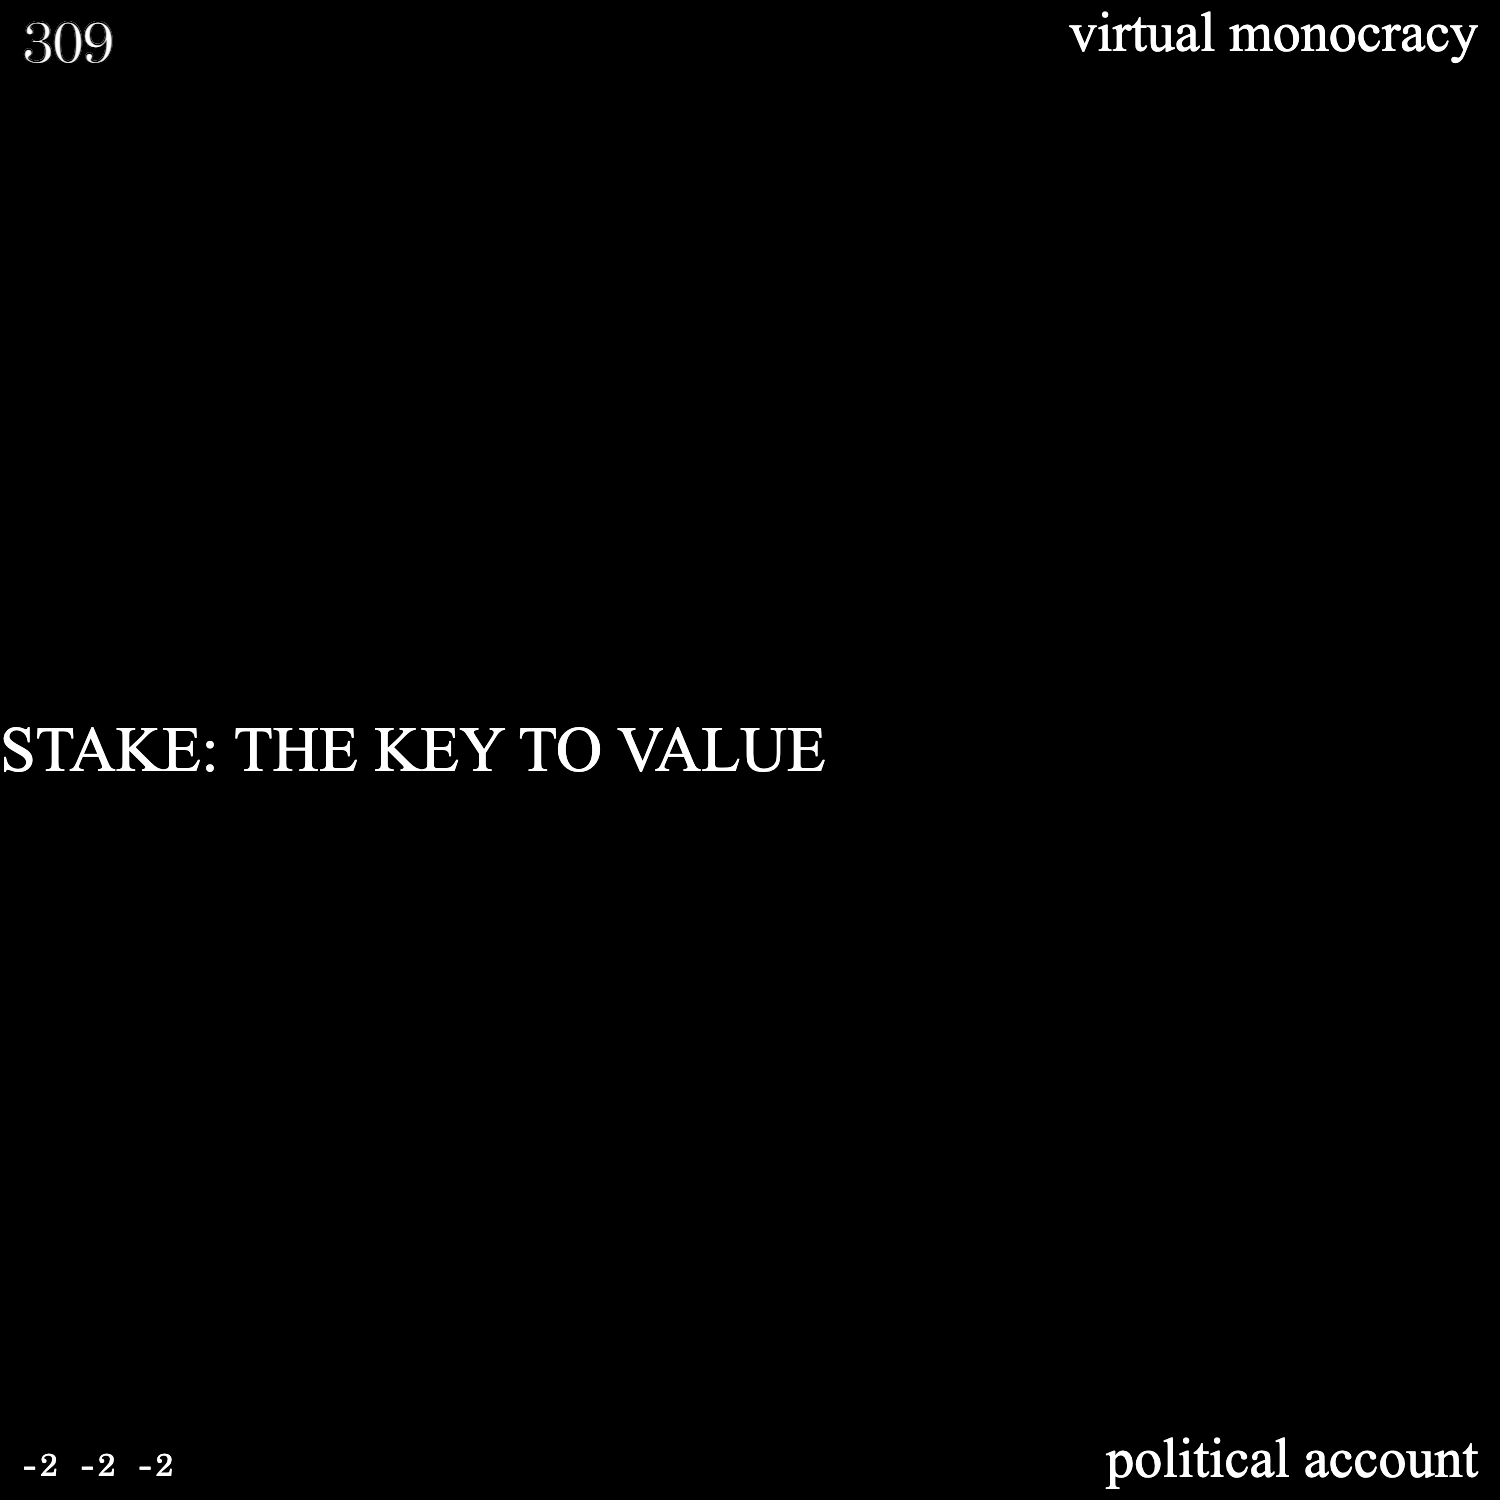 309
virtual monocracy
STAKE: THE KEY TO VALUE
-2 -2 -2
political account